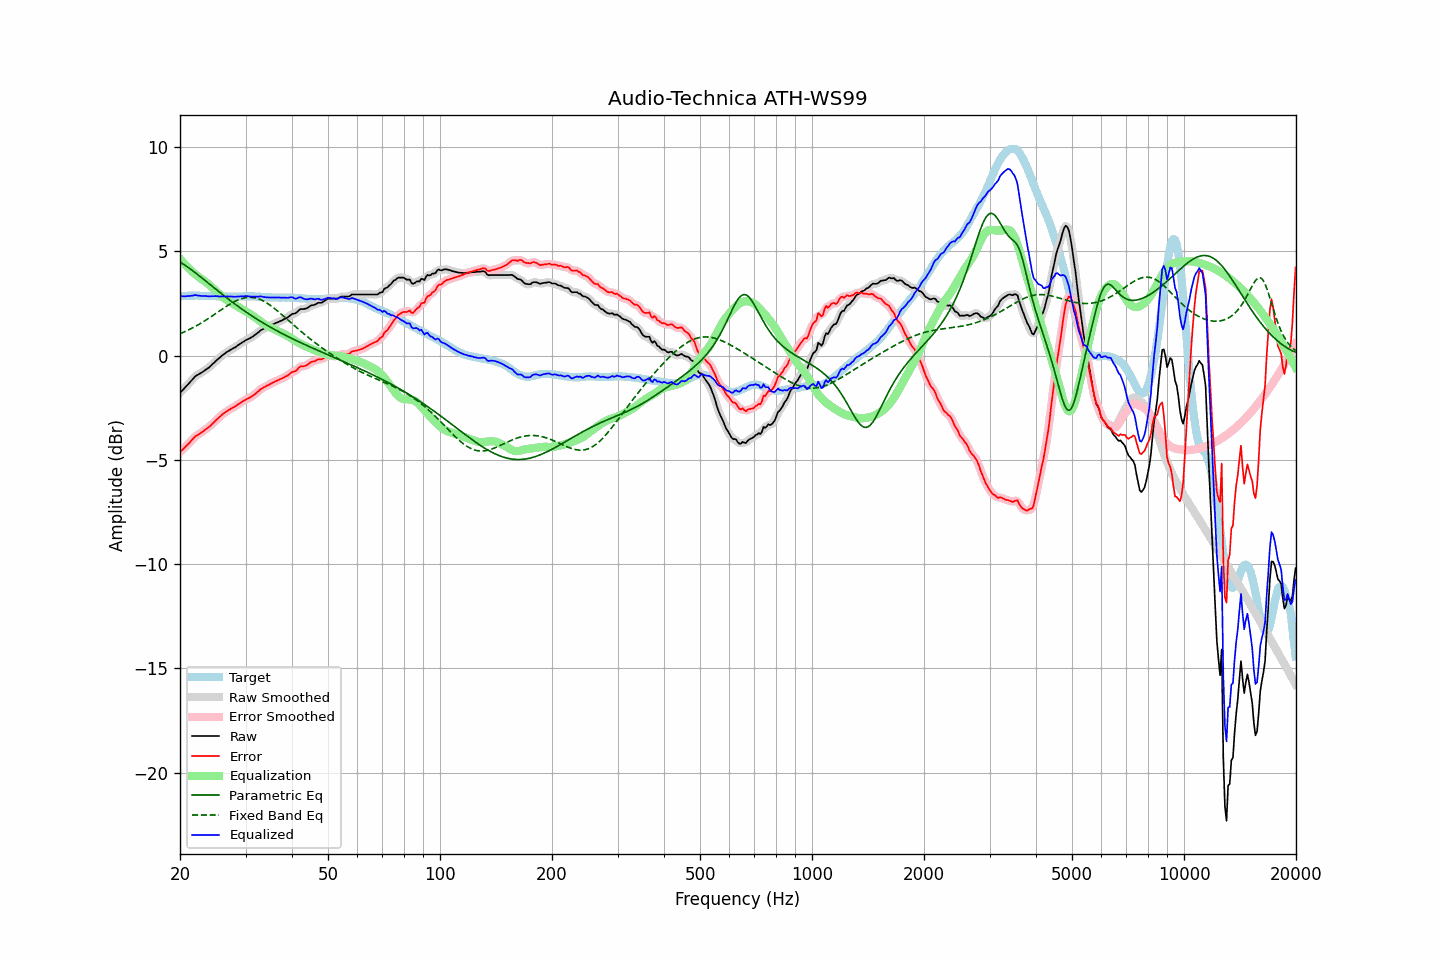 Audio-Technica ATH-WS99
10
5
0
−5
−10
−15
−20
Amplitude (dBr)
Target
Raw Smoothed
Error Smoothed
Raw
Error
Equalization
Parametric Eq
Fixed Band Eq
Equalized
20 50 100 200 500 1000 2000 5000 10000 20000
Frequency (Hz)